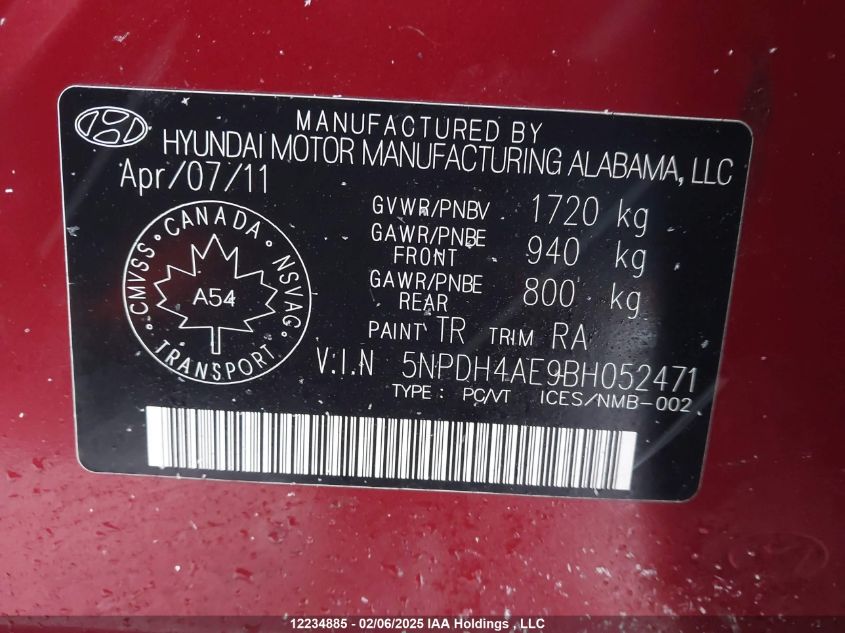 MANUFACTURED BY
HYUNDAI MOTOR MANUFACTURING ALABAMA, LLC
Apr/07/11
GVWR/PNBV 1720 kg
GAWR/PNBE FRONT 940 kg
GAWR/PNBE REAR 800 kg
PAINT TR TRIM RA
CANADA
CMVSS • NSVAC
A54
TRANSPORT
V.I.N 5NPDH4AE9BH052471
TYPE: PC/VT ICES/NMB-002
12234885 - 02/06/2025 IAA Holdings , LLC